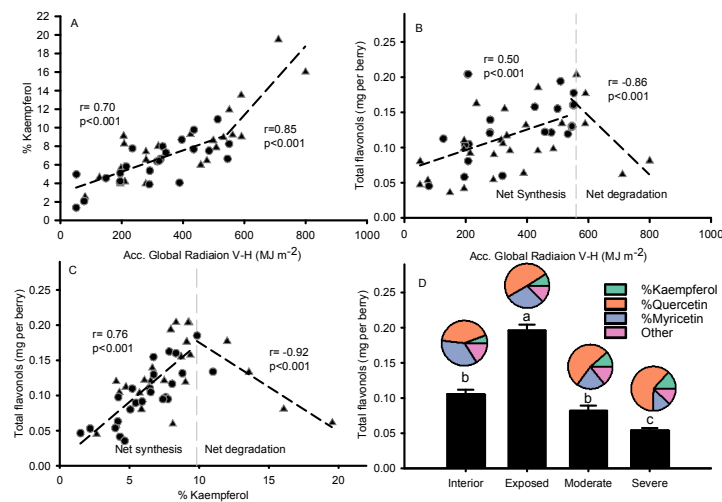 A
% Kaempferol
22
20
18
16
14
12
10
8
6
4
2
0
r= 0.70
p<0.001
r=0.85
p<0.001
0 200 400 600 800 1000
Acc. Global Radiaion V-H (MJ m-2)
B
Total flavonols (mg per berry)
0.25
0.20
0.15
0.10
0.05
0.00
r= 0.50
p<0.001
r= -0.86
p<0.001
Net Synthesis
Net degradation
0 200 400 600 800 1000
Acc. Global Radiaion V-H (MJ m-2)
C
Total flavonols (mg per berry)
0.30
0.25
0.20
0.15
0.10
0.05
0.00
r= 0.76
p<0.001
r= -0.92
p<0.001
Net synthesis
Net degradation
0 5 10 15 20
% Kaempferol
D
Total flavonols (mg per berry)
0.30
0.25
0.20
0.15
0.10
0.05
0.00
%Kaempferol
%Quercetin
%Myricetin
Other
b
a
b
c
Interior Exposed Moderate Severe